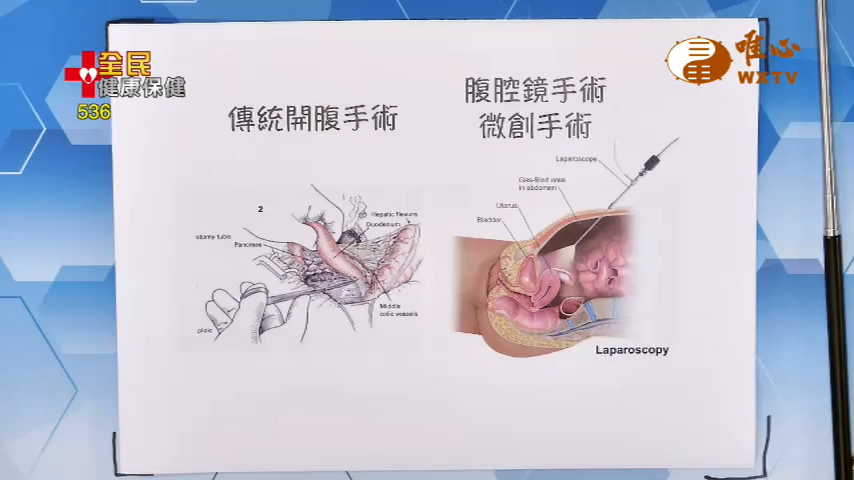 全民
健康保健
536
唯心
WXTV
傳統開腹手術
腹腔鏡手術
微創手術
2
Hepatic flexure
Duodenum
stomy tube
Pancreas
Middle
colic vessels
Laparoscope
Gas-filled area
in abdomen
Uterus
Bladder
Laparoscopy